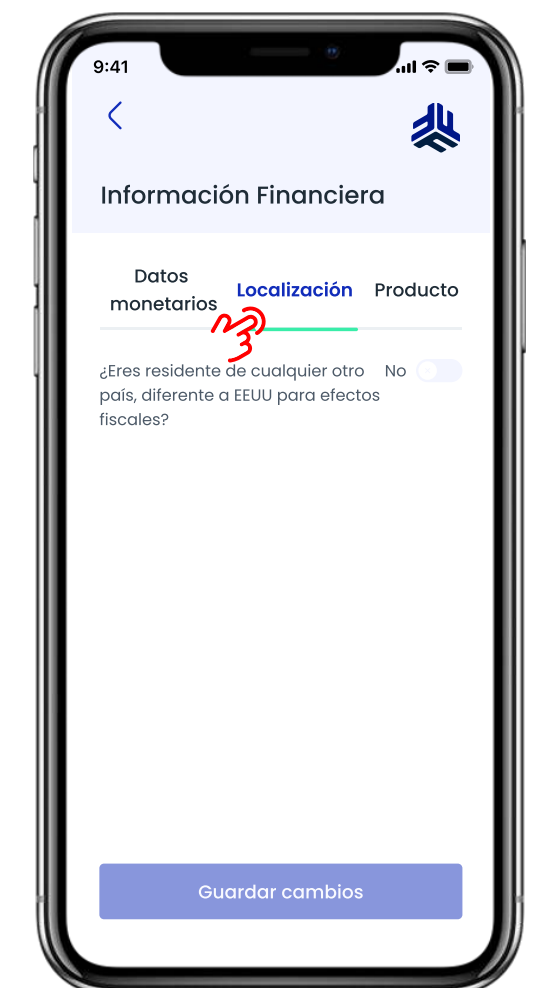 9:41
Información Financiera
Datos
monetarios
Localización
Producto
¿Eres residente de cualquier otro
país, diferente a EEUU para efectos
fiscales?
No
Guardar cambios